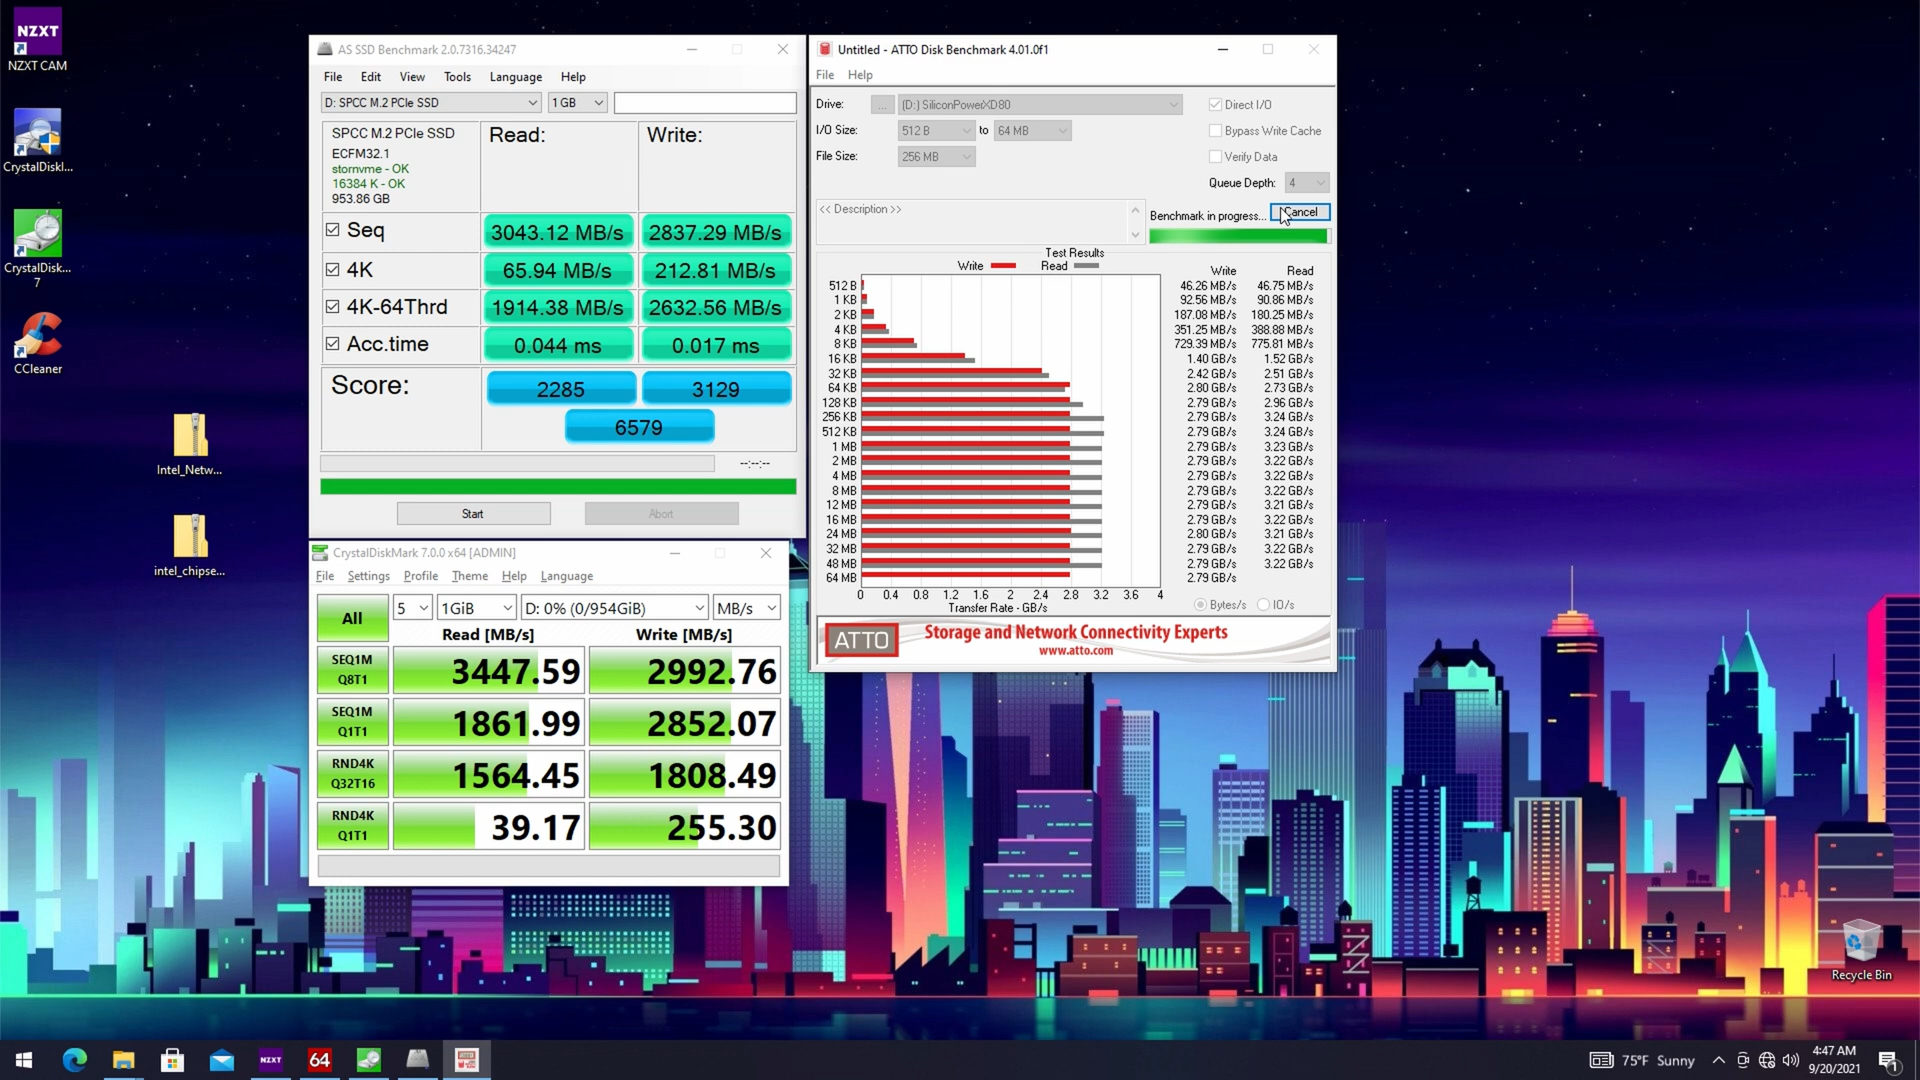 NZXT
NZXT CAM
CrystalDiskI...
CrystalDisk...
7
CCleaner
Intel_Netw...
intel_chipse...
AS SSD Benchmark 2.0.7316.34247
File Edit View Tools Language Help
D: SPCC M.2 PCIe SSD 1 GB
SPCC M.2 PCIe SSD
ECFM32.1
stornvme - OK
16384 K - OK
953.86 GB
Read: Write:
Seq 3043.12 MB/s 2837.29 MB/s
4K 65.94 MB/s 212.81 MB/s
4K-64Thrd 1914.38 MB/s 2632.56 MB/s
Acc.time 0.044 ms 0.017 ms
Score: 2285 3129
6579
--:--:--
Start Abort
CrystalDiskMark 7.0.0 x64 [ADMIN]
File Settings Profile Theme Help Language
All 5 1GiB D: 0% (0/954GiB) MB/s
Read [MB/s] Write [MB/s]
SEQ1M
Q8T1
3447.59 2992.76
SEQ1M
Q1T1
1861.99 2852.07
RND4K
Q32T16
1564.45 1808.49
RND4K
Q1T1
39.17 255.30
Untitled - ATTO Disk Benchmark 4.01.0f1
File Help
Drive: ... (D:) SiliconPowerXD80 Direct I/O
I/O Size: 512 B to 64 MB Bypass Write Cache
File Size: 256 MB Verify Data
Queue Depth: 4
<< Description >>
Benchmark in progress... Cancel
Test Results
Write Read
Write Read
512 B 46.26 MB/s 46.75 MB/s
1 KB 92.56 MB/s 90.86 MB/s
2 KB 187.08 MB/s 180.25 MB/s
4 KB 351.25 MB/s 388.88 MB/s
8 KB 729.39 MB/s 775.81 MB/s
16 KB 1.40 GB/s 1.52 GB/s
32 KB 2.42 GB/s 2.51 GB/s
64 KB 2.80 GB/s 2.73 GB/s
128 KB 2.79 GB/s 2.96 GB/s
256 KB 2.79 GB/s 3.24 GB/s
512 KB 2.79 GB/s 3.24 GB/s
1 MB 2.79 GB/s 3.23 GB/s
2 MB 2.79 GB/s 3.22 GB/s
4 MB 2.79 GB/s 3.22 GB/s
8 MB 2.79 GB/s 3.22 GB/s
12 MB 2.79 GB/s 3.21 GB/s
16 MB 2.79 GB/s 3.22 GB/s
24 MB 2.80 GB/s 3.21 GB/s
32 MB 2.79 GB/s 3.22 GB/s
48 MB 2.79 GB/s 3.22 GB/s
64 MB 2.79 GB/s
0 0.4 0.8 1.2 1.6 2 2.4 2.8 3.2 3.6 4
Transfer Rate - GB/s
Bytes/s IO/s
ATTO
Storage and Network Connectivity Experts
www.atto.com
Recycle Bin
NZXT
64
75°F Sunny
4:47 AM
9/20/2021
1